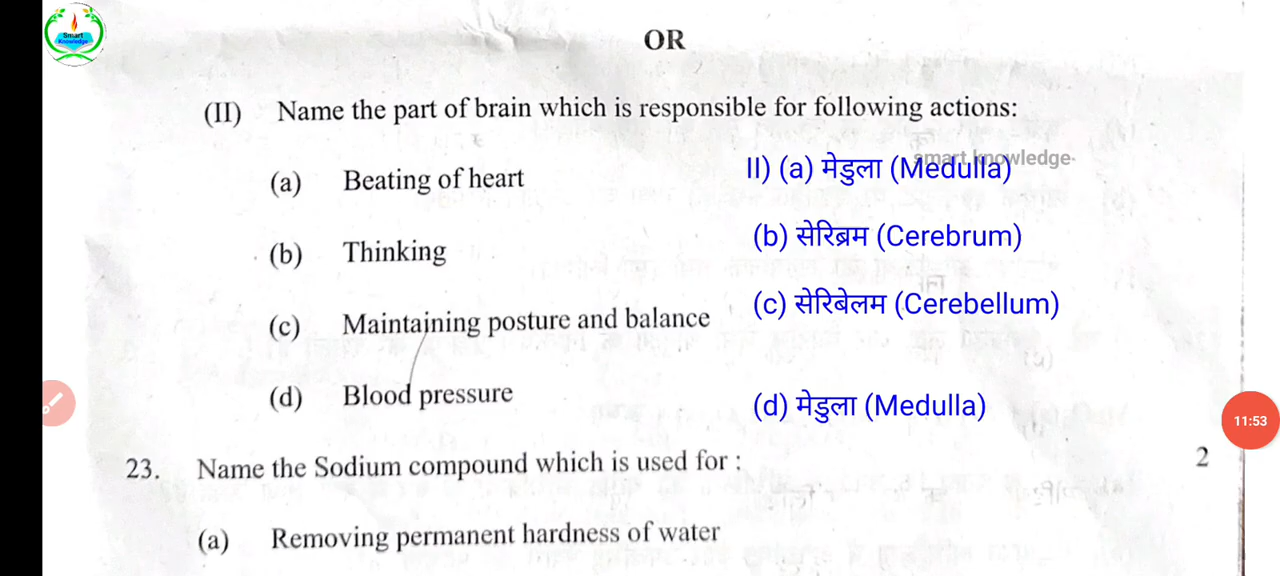 Smart
Knowledge
OR
(II) Name the part of brain which is responsible for following actions:
smart knowledge
(a) Beating of heart II) (a) मेडुला (Medulla)
(b) Thinking (b) सेरिब्रम (Cerebrum)
(c) Maintaining posture and balance (c) सेरिबेलम (Cerebellum)
(d) Blood pressure (d) मेडुला (Medulla)
11:53
23. Name the Sodium compound which is used for : 2
(a) Removing permanent hardness of water